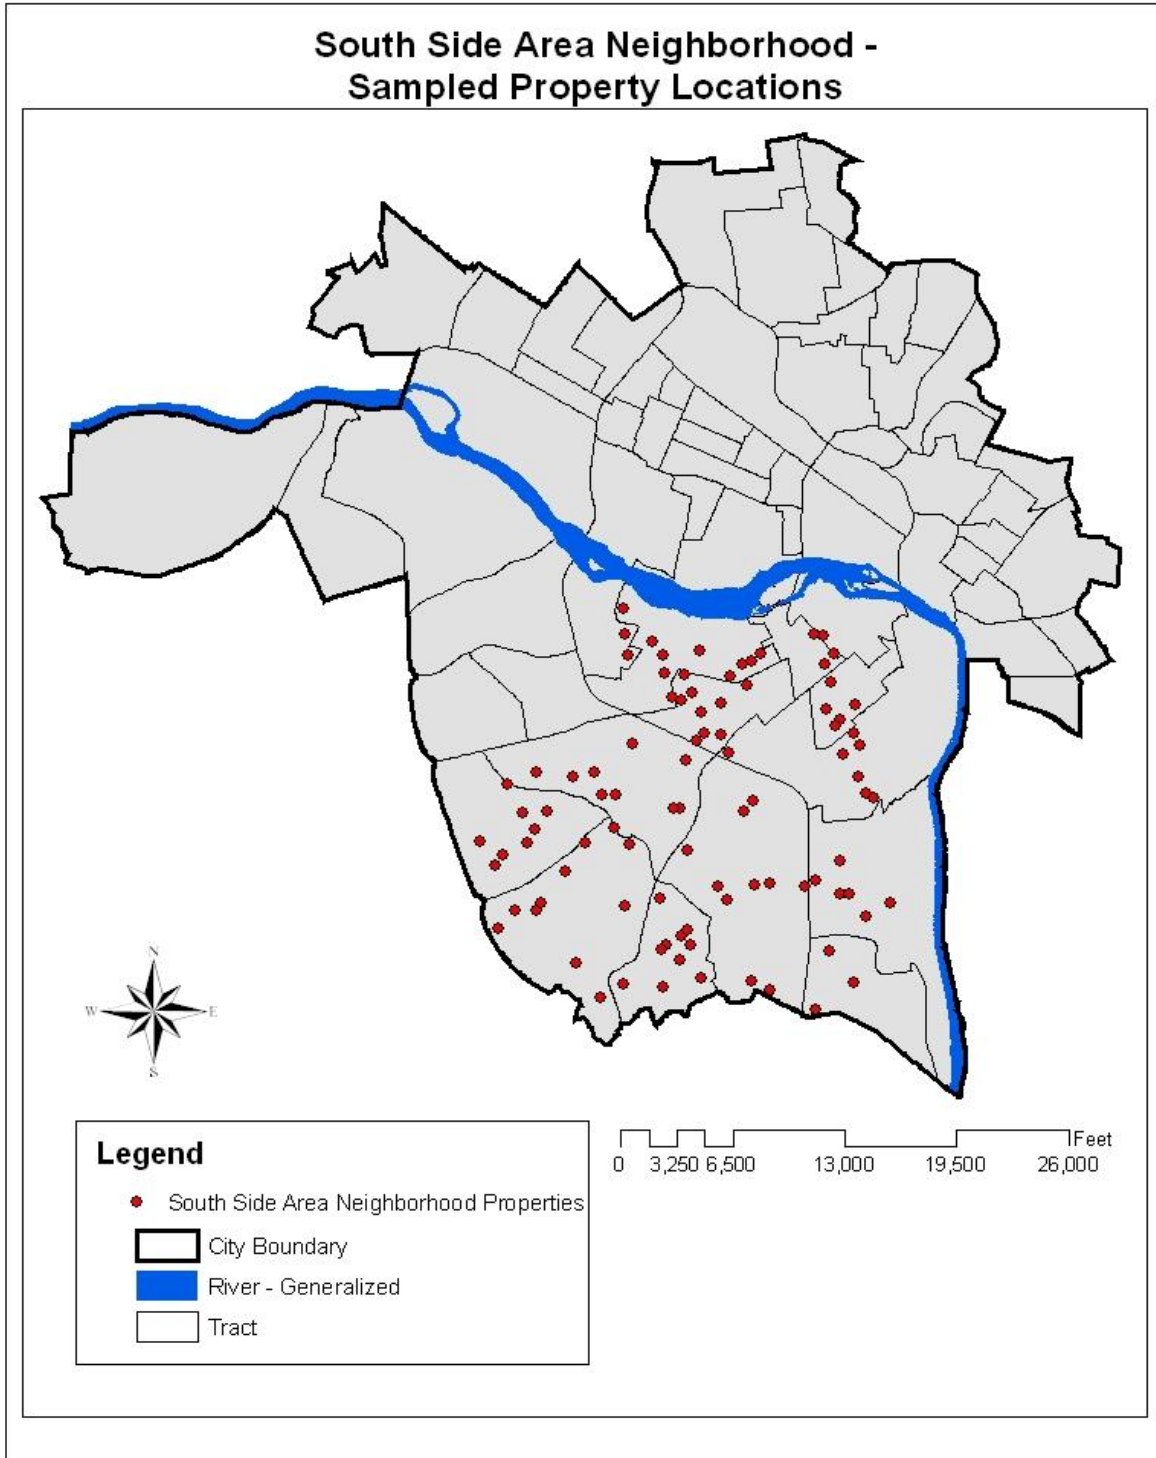 South Side Area Neighborhood -
Sampled Property Locations
N
W E
S
Legend
South Side Area Neighborhood Properties
City Boundary
River - Generalized
Tract
Feet
0 3,250 6,500 13,000 19,500 26,000